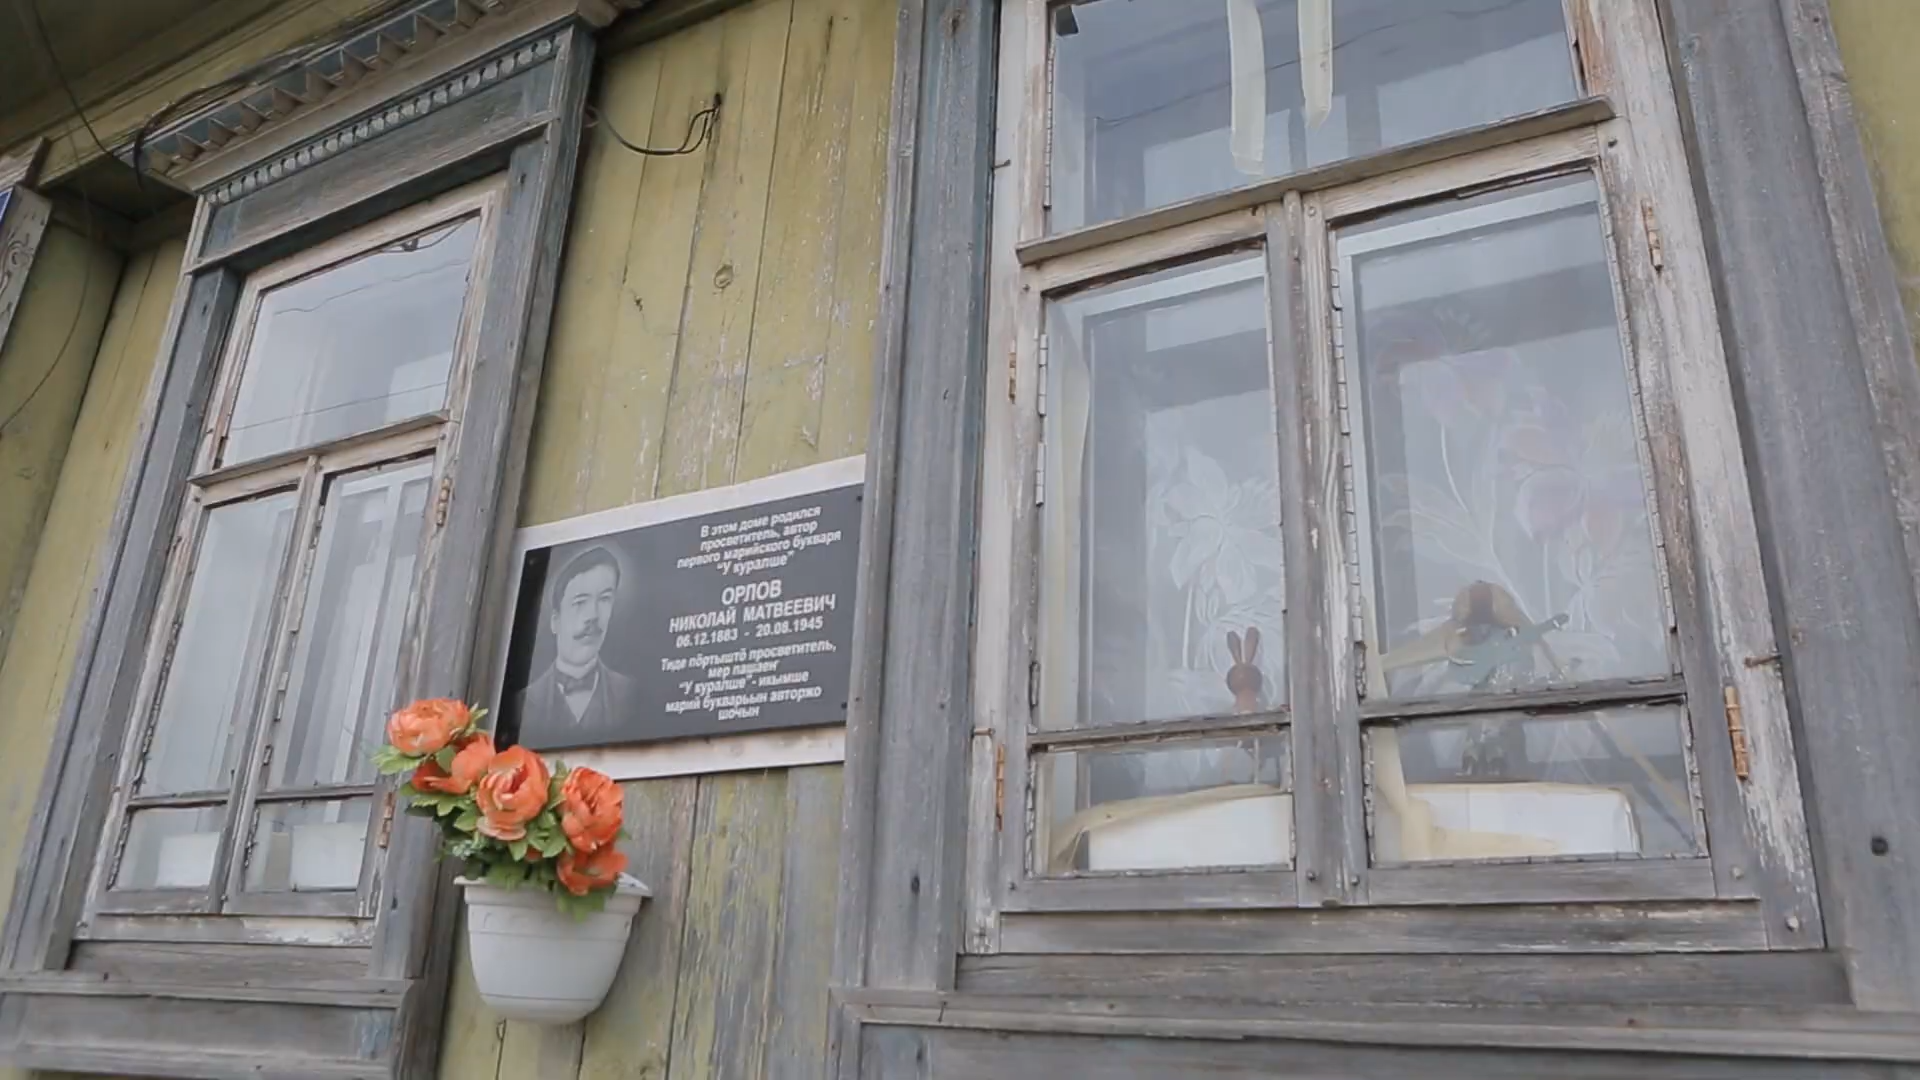 В этом доме родился
просветитель, автор
первого марийского букваря
"У куралше"
ОРЛОВ
НИКОЛАЙ МАТВЕЕВИЧ
06.12.1883 - 20.08.1945
Тиде пӧртыштӧ просветитель,
мер пашаеҥ
"У куралше"- икымше
марий букварьын авторжо
шочын